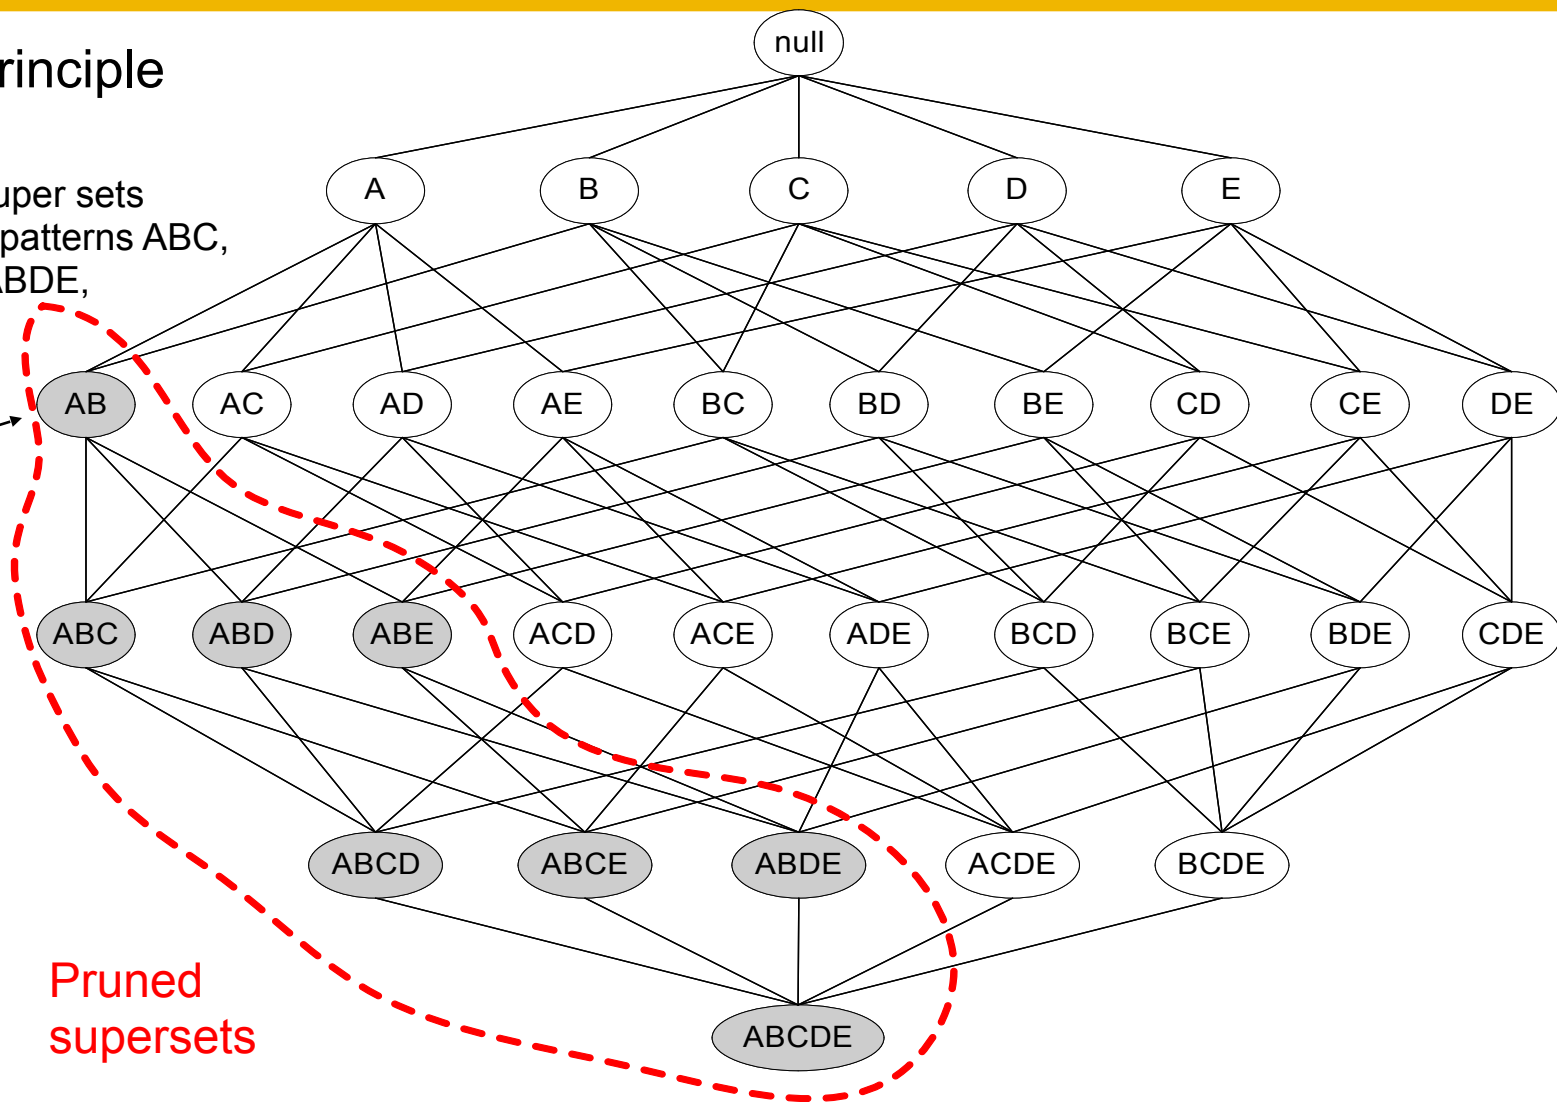 null
rinciple
A B C D E
uper sets
patterns ABC,
ABDE,
AB AC AD AE BC BD BE CD CE DE
ABC ABD ABE ACD ACE ADE BCD BCE BDE CDE
ABCD ABCE ABDE ACDE BCDE
Pruned
supersets
ABCDE